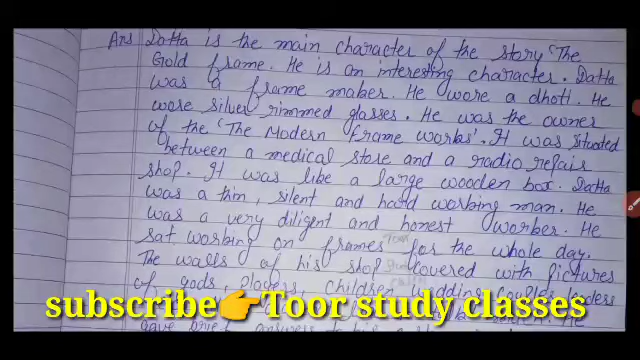 Ans Datta is the main character of the story 'The
Gold frame. He is an interesting character. Datta
was a frame maker. He wore a dhoti. He
wore silver rimmed glasses. He was the owner
of the 'The Modern frame works'. It was situated
between a medical store and a radio repair
shop. It was like a large wooden box. Datta
was a thin, silent and hard working man. He
was a very diligent and honest worker. He
sat working on frames for the whole day.
The walls of his shop covered with pictures
of gods, players, children, wedding couples, leaders
subscribe👉Toor study classes
gave brief answers to his